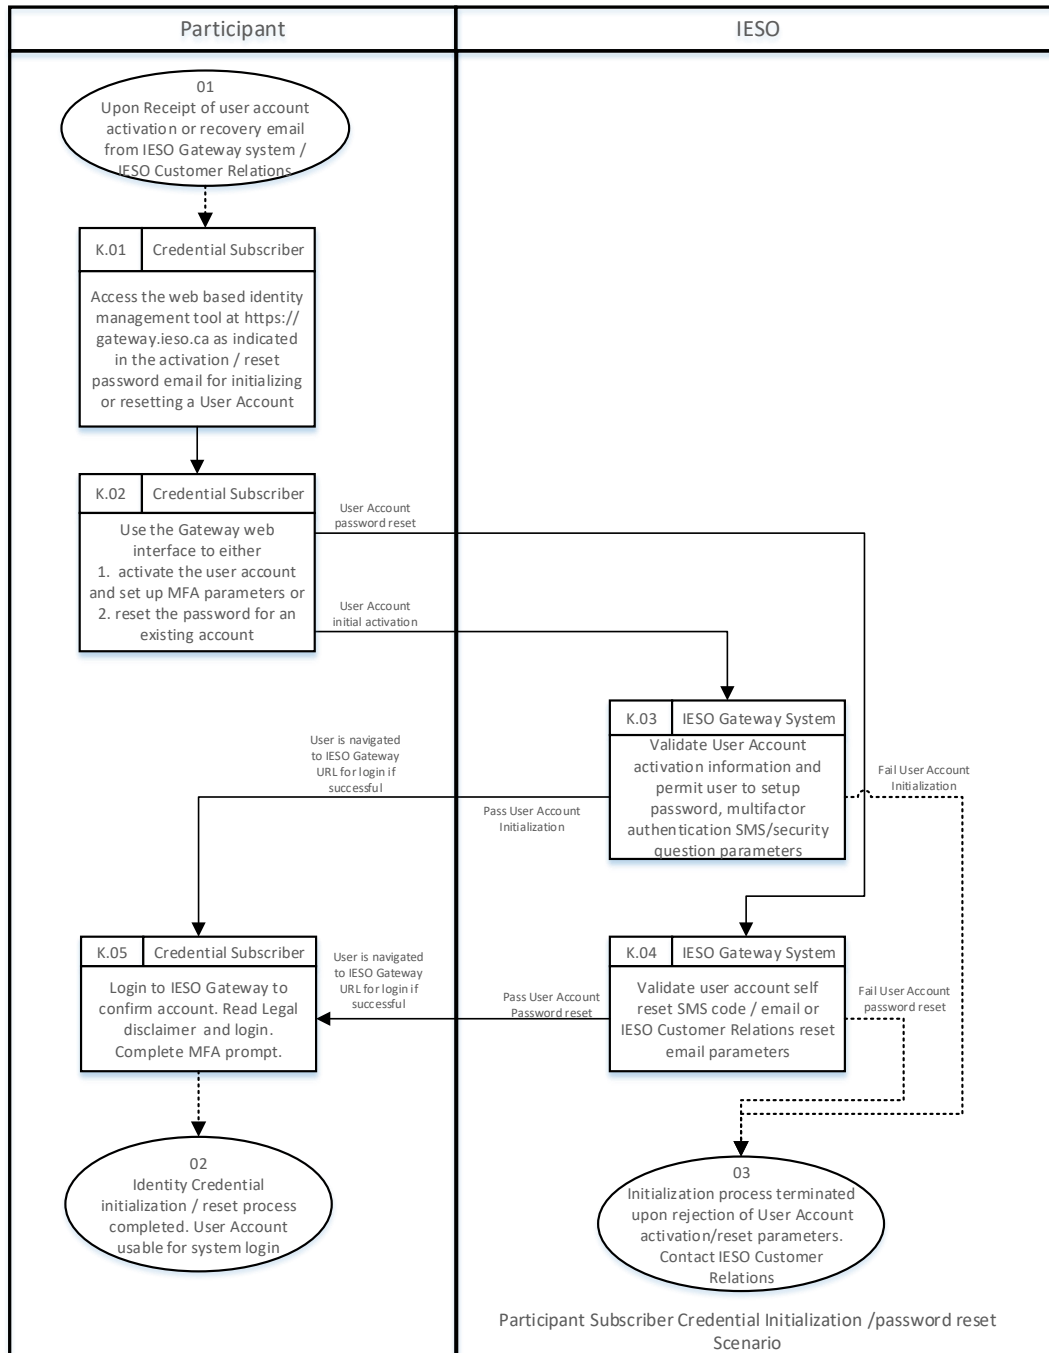 Participant
IESO
01
Upon Receipt of user account
activation or recovery email
from IESO Gateway system /
IESO Customer Relations
K.01
Credential Subscriber
Access the web based identity
management tool at https://
gateway.ieso.ca as indicated
in the activation / reset
password email for initializing
or resetting a User Account
K.02
Credential Subscriber
Use the Gateway web
interface to either
1. activate the user account
and set up MFA parameters or
2. reset the password for an
existing account
User Account
password reset
User Account
initial activation
K.03
IESO Gateway System
Validate User Account
activation information and
permit user to setup
password, multifactor
authentication SMS/security
question parameters
User is navigated
to IESO Gateway
URL for login if
successful
Pass User Account
Initialization
Fail User Account
Initialization
K.05
Credential Subscriber
Login to IESO Gateway to
confirm account. Read Legal
disclaimer and login.
Complete MFA prompt.
User is navigated
to IESO Gateway
URL for login if
successful
Pass User Account
Password reset
K.04
IESO Gateway System
Validate user account self
reset SMS code / email or
IESO Customer Relations reset
email parameters
Fail User Account
password reset
02
Identity Credential
initialization / reset process
completed. User Account
usable for system login
03
Initialization process terminated
upon rejection of User Account
activation/reset parameters.
Contact IESO Customer
Relations
Participant Subscriber Credential Initialization /password reset
Scenario